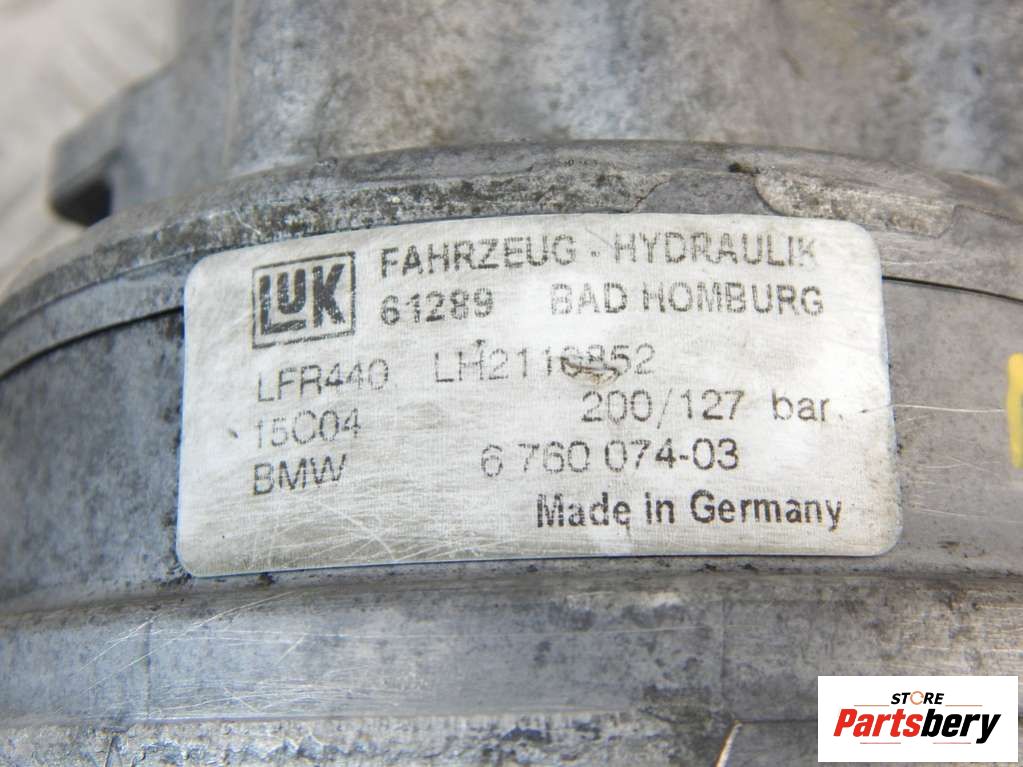 LuK FAHRZEUG - HYDRAULIK
61289 BAD HOMBURG
LFR440 LH2110852
15C04 200/127 bar.
BMW 6 760 074-03
Made in Germany
STORE
Partsbery